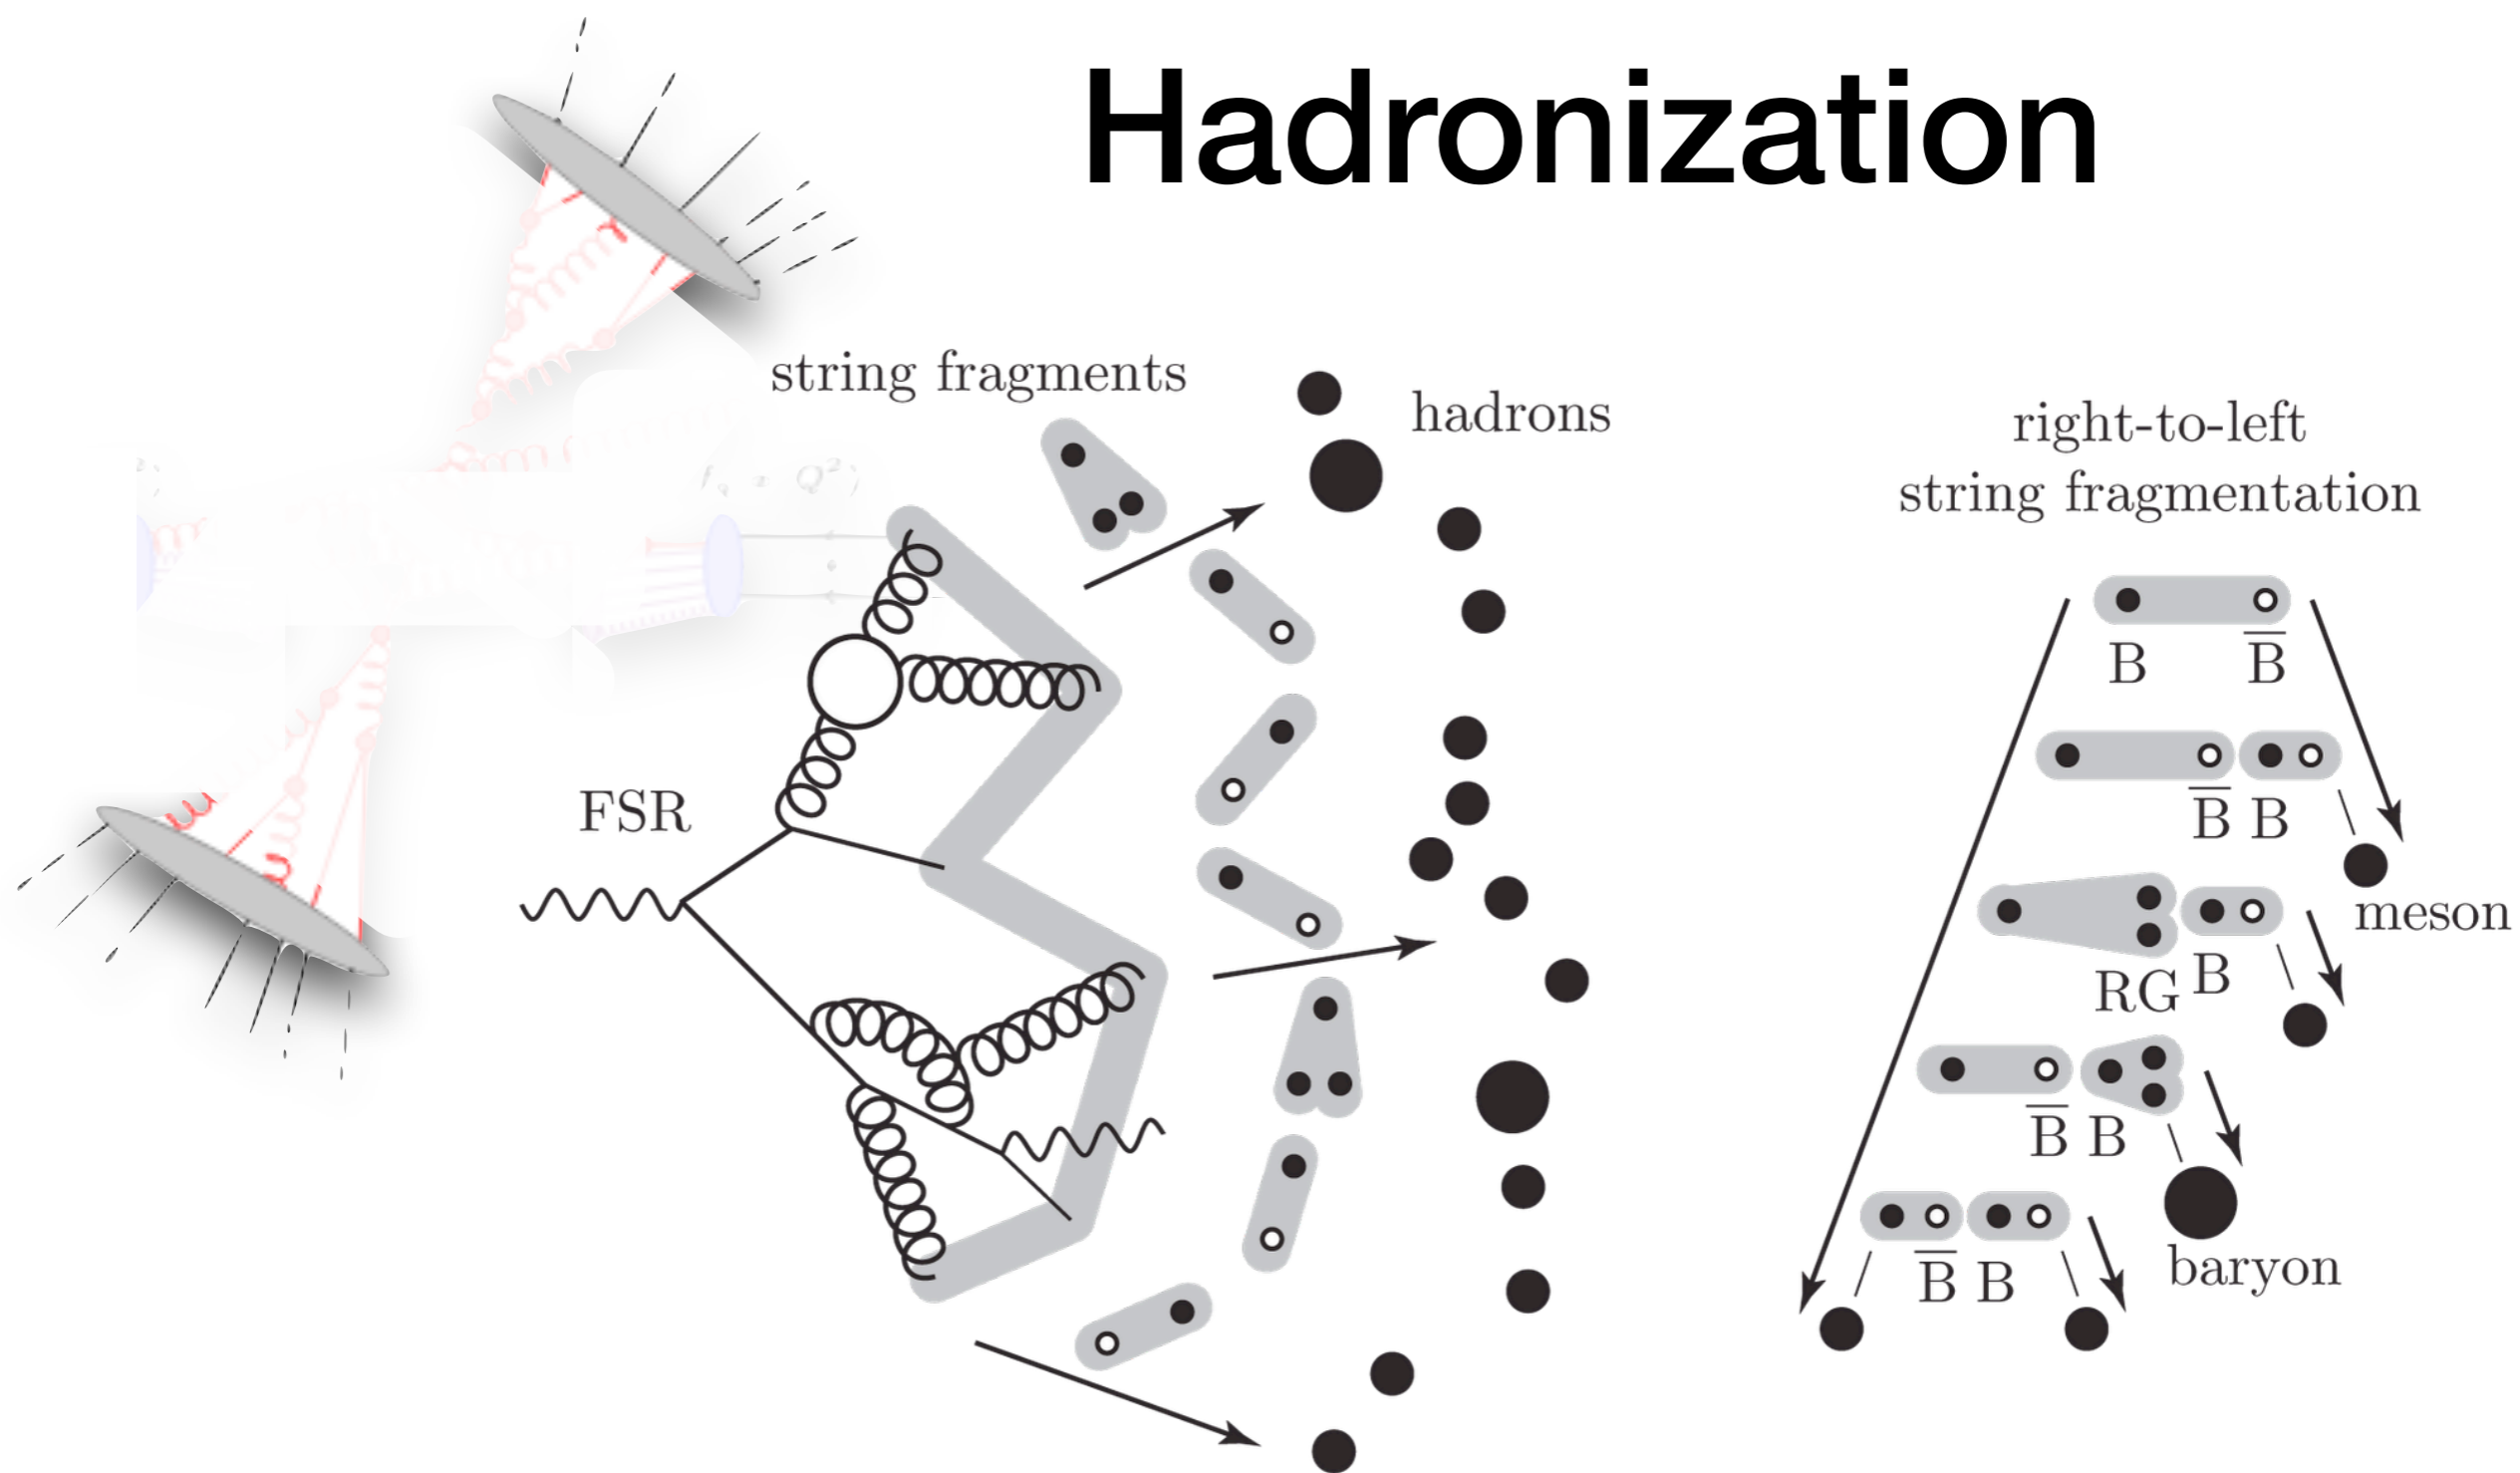 Hadronization
string fragments
hadrons
FSR
right-to-left
string fragmentation
B B̅
B̅ B
meson
RG B
B̅ B
baryon
B̅ B